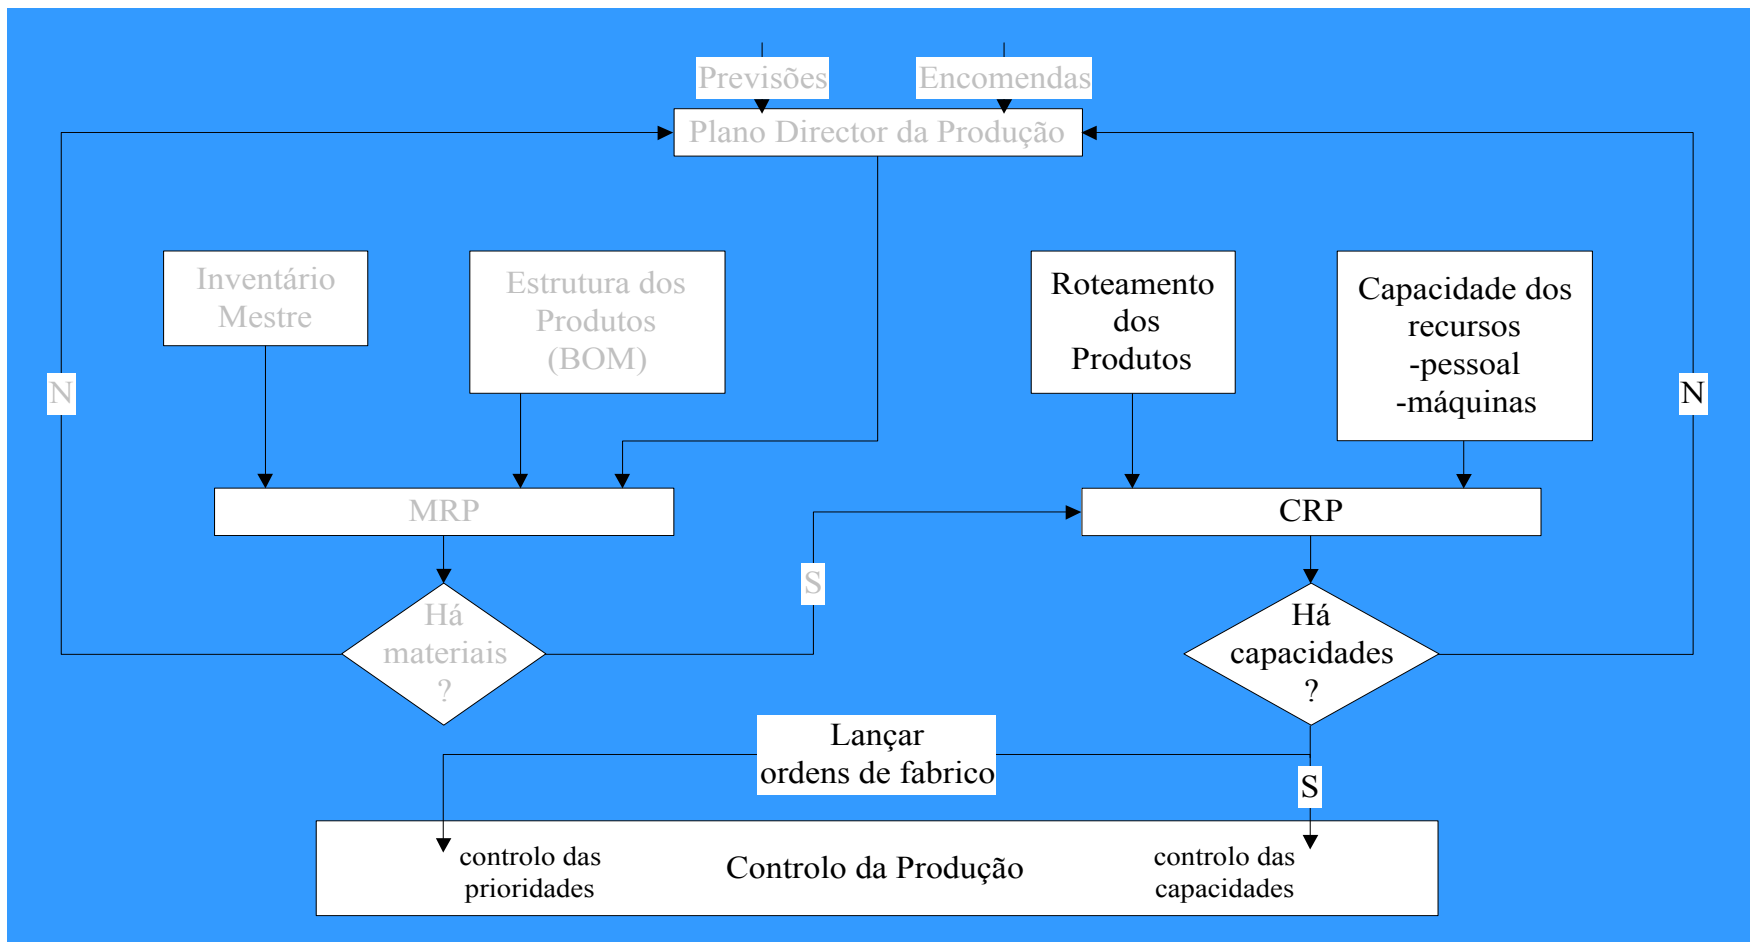 Previsões
Encomendas
Plano Director da Produção
Inventário
Mestre
Estrutura dos
Produtos
(BOM)
Roteamento
dos
Produtos
Capacidade dos
recursos
-pessoal
-máquinas
N
N
MRP
CRP
S
Há
materiais
?
Há
capacidades
?
Lançar
ordens de fabrico
S
controlo das
prioridades
Controlo da Produção
controlo das
capacidades